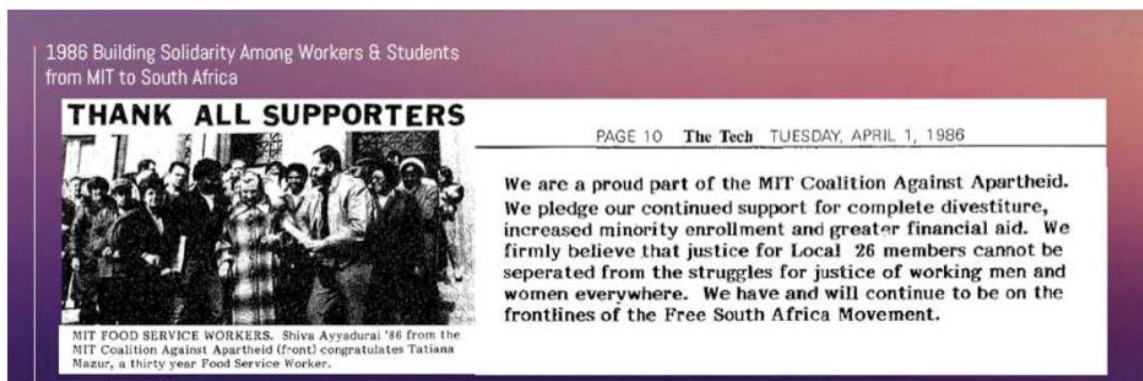 1986 Building Solidarity Among Workers & Students
from MIT to South Africa
THANK ALL SUPPORTERS
MIT FOOD SERVICE WORKERS. Shiva Ayyadurai '86 from the
MIT Coalition Against Apartheid (front) congratulates Tatiana
Mazur, a thirty year Food Service Worker.
PAGE 10 The Tech TUESDAY, APRIL 1, 1986
We are a proud part of the MIT Coalition Against Apartheid.
We pledge our continued support for complete divestiture,
increased minority enrollment and greater financial aid. We
firmly believe that justice for Local 26 members cannot be
seperated from the struggles for justice of working men and
women everywhere. We have and will continue to be on the
frontlines of the Free South Africa Movement.